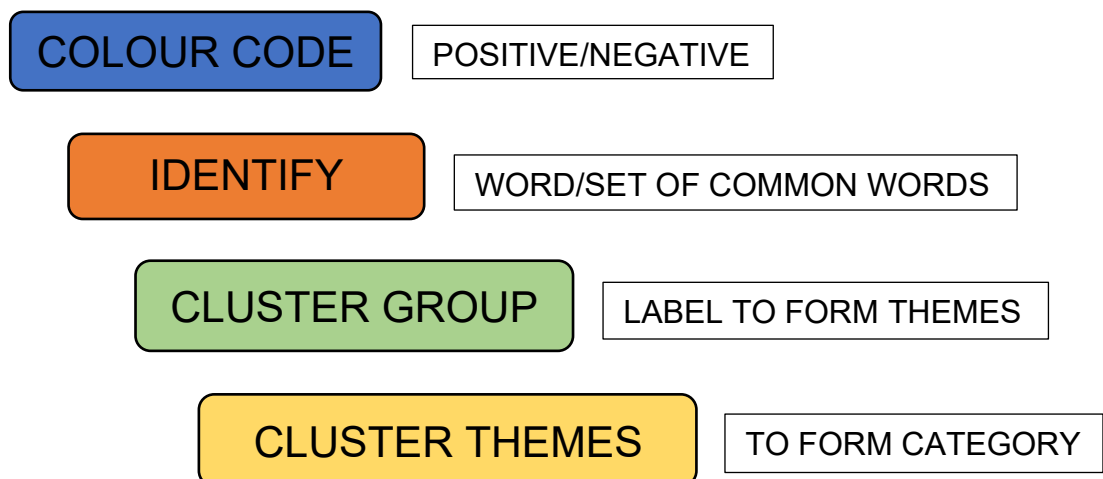 COLOUR CODE
POSITIVE/NEGATIVE
IDENTIFY
WORD/SET OF COMMON WORDS
CLUSTER GROUP
LABEL TO FORM THEMES
CLUSTER THEMES
TO FORM CATEGORY